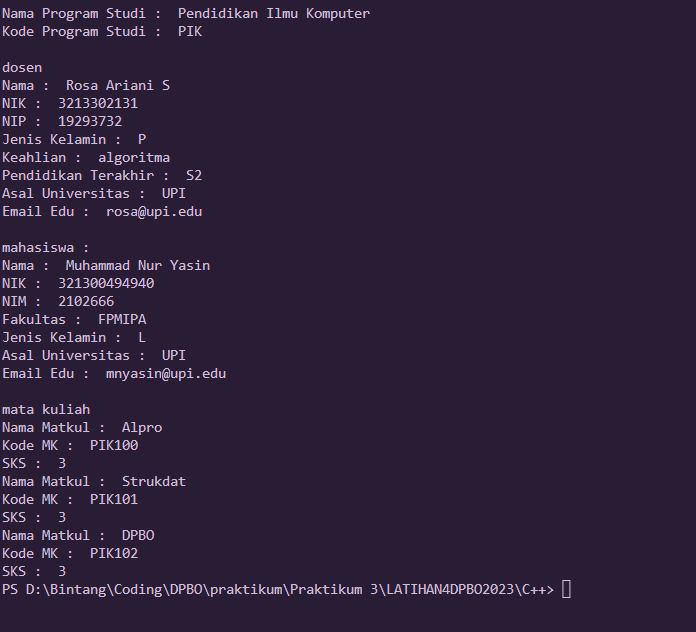 Nama Program Studi :  Pendidikan Ilmu Komputer
Kode Program Studi :  PIK
dosen
Nama :  Rosa Ariani S
NIK :  3213302131
NIP :  19293732
Jenis Kelamin :  P
Keahlian :  algoritma
Pendidikan Terakhir :  S2
Asal Universitas :  UPI
Email Edu :  rosa@upi.edu
mahasiswa :
Nama :  Muhammad Nur Yasin
NIK :  321300494940
NIM :  2102666
Fakultas :  FPMIPA
Jenis Kelamin :  L
Asal Universitas :  UPI
Email Edu :  mnyasin@upi.edu
mata kuliah
Nama Matkul :  Alpro
Kode MK :  PIK100
SKS :  3
Nama Matkul :  Strukdat
Kode MK :  PIK101
SKS :  3
Nama Matkul :  DPBO
Kode MK :  PIK102
SKS :  3
PS D:\Bintang\Coding\DPBO\praktikum\Praktikum 3\LATIHAN4DPBO2023\C++>